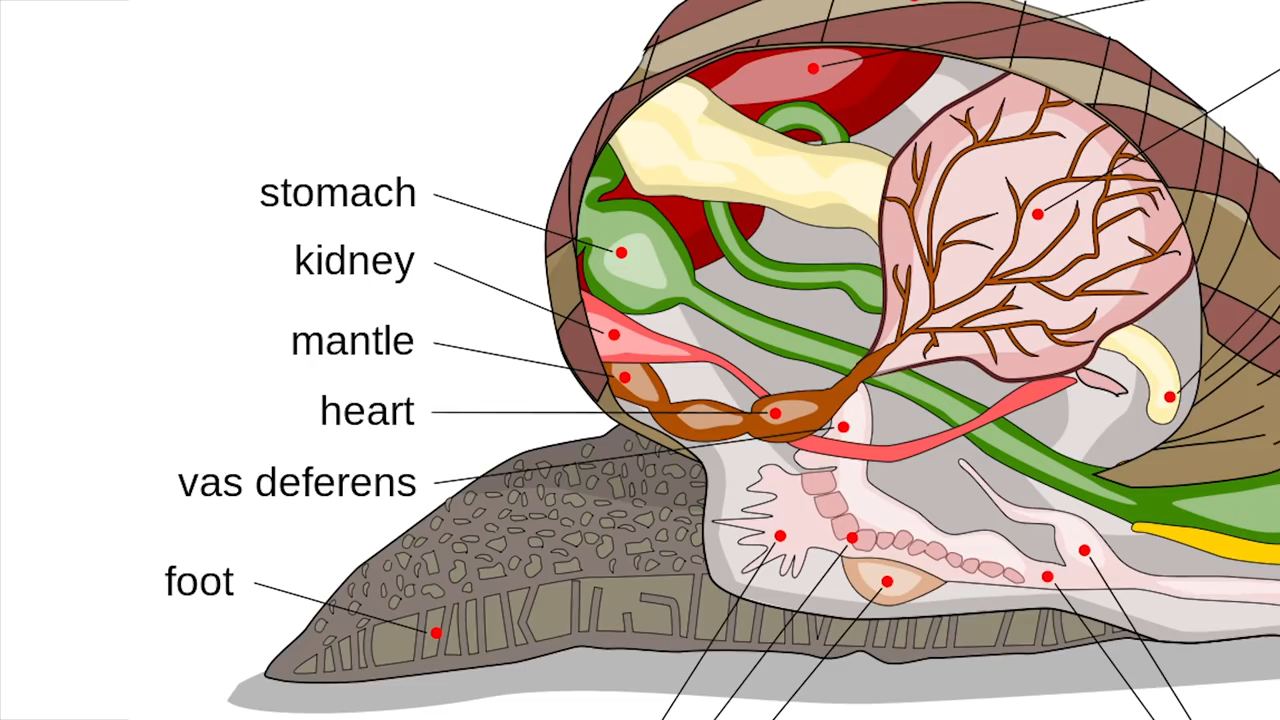 stomach
kidney
mantle
heart
vas deferens
foot